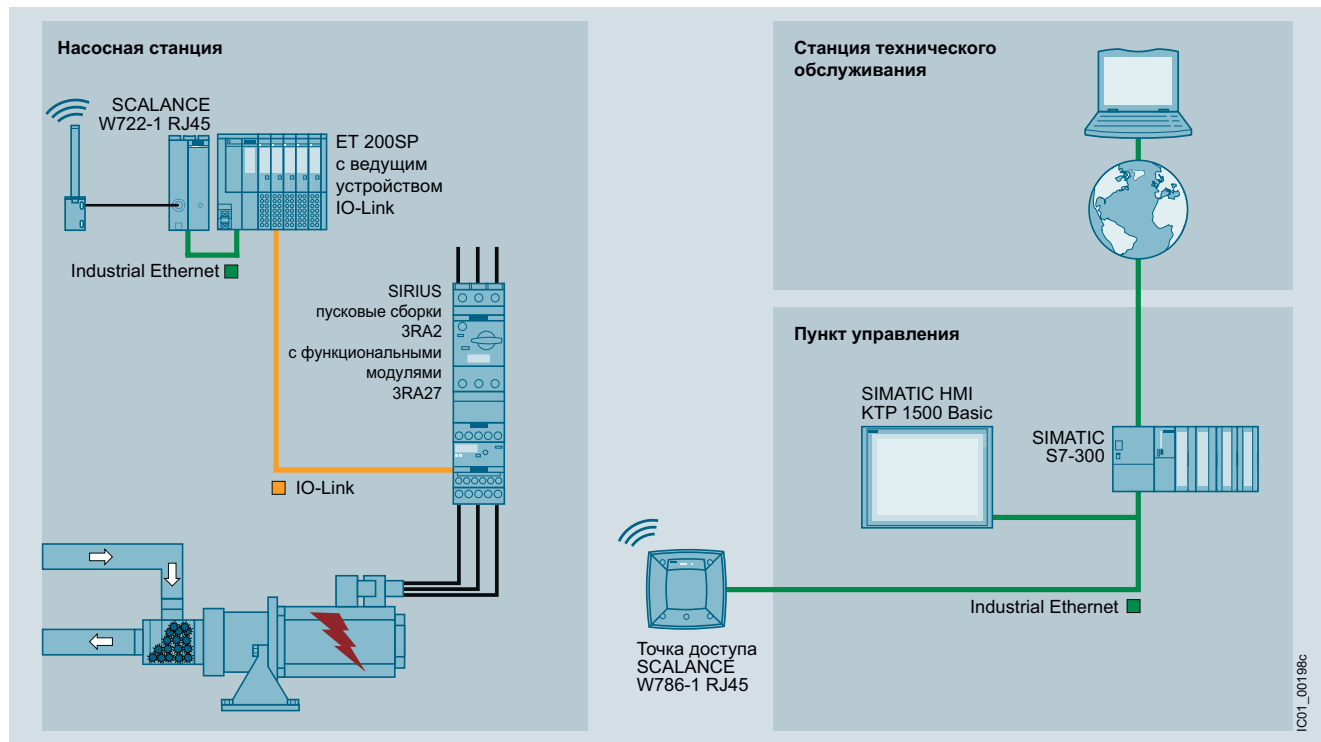 Насосная станция
SCALANCE
W722-1 RJ45
ET 200SP
с ведущим
устройством
IO-Link
Industrial Ethernet
SIRIUS
пусковые сборки
3RA2
с функциональными
модулями
3RA27
IO-Link
Станция технического
обслуживания
Пункт управления
SIMATIC HMI
KTP 1500 Basic
SIMATIC
S7-300
Industrial Ethernet
Точка доступа
SCALANCE
W786-1 RJ45
IC01_00198c